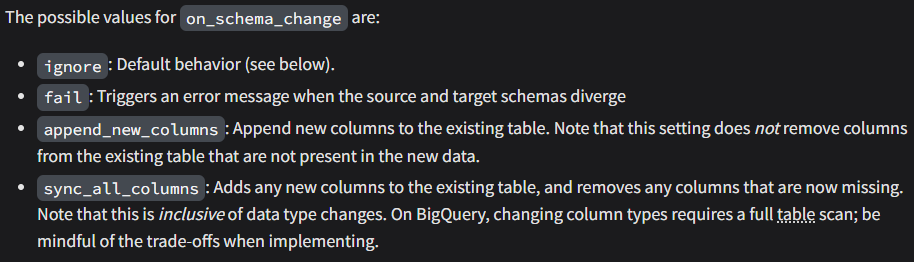 The possible values for on_schema_change are:
ignore: Default behavior (see below).
fail: Triggers an error message when the source and target schemas diverge
append_new_columns: Append new columns to the existing table. Note that this setting does not remove columns
from the existing table that are not present in the new data.
sync_all_columns: Adds any new columns to the existing table, and removes any columns that are now missing.
Note that this is inclusive of data type changes. On BigQuery, changing column types requires a full table scan; be
mindful of the trade-offs when implementing.